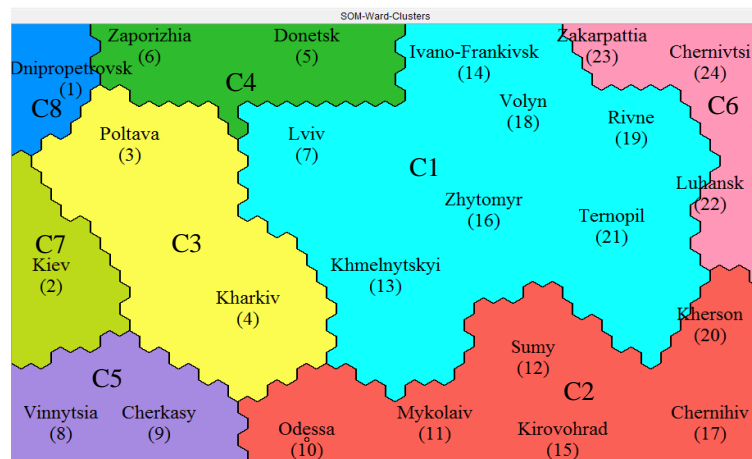 SOM-Ward-Clusters
Zaporizhia
(6)
Donetsk
(5)
Ivano-Frankivsk
(14)
Zakarpattia
(23)
Chernivtsi
(24)
Dnipropetrovsk
(1)
C8
C4
Volyn
(18)
Rivne
(19)
C6
Poltava
(3)
Lviv
(7)
C1
Luhansk
(22)
Zhytomyr
(16)
Ternopil
(21)
C7
Kiev
(2)
C3
Khmelnytskyi
(13)
Kharkiv
(4)
Kherson
(20)
Sumy
(12)
C5
C2
Vinnytsia
(8)
Cherkasy
(9)
Odessa
(10)
Mykolaiv
(11)
Kirovohrad
(15)
Chernihiv
(17)